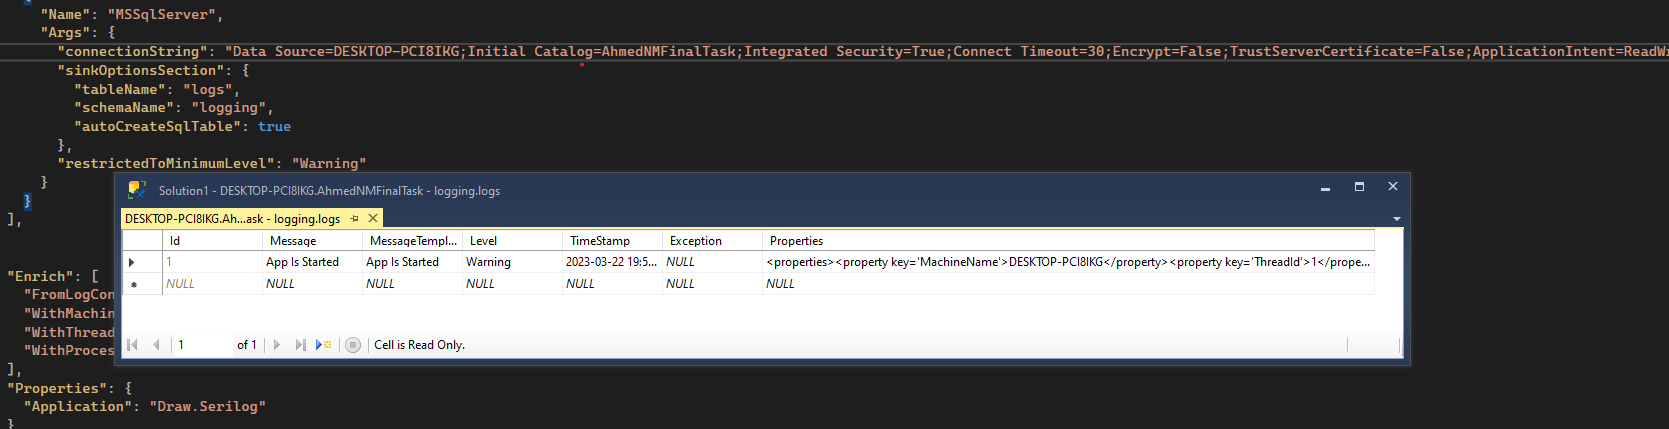 "Name": "MSSqlServer",
"Args": {
"connectionString": "Data Source=DESKTOP-PCI8IKG;Initial Catalog=AhmedNMFinalTask;Integrated Security=True;Connect Timeout=30;Encrypt=False;TrustServerCertificate=False;ApplicationIntent=ReadWr
"sinkOptionsSection": {
"tableName": "logs",
"schemaName": "logging",
"autoCreateSqlTable": true
},
"restrictedToMinimumLevel": "Warning"
}
}
],
Solution1 - DESKTOP-PCI8IKG.AhmedNMFinalTask - logging.logs
DESKTOP-PCI8IKG.Ah...ask - logging.logs
Id Message MessageTempl... Level TimeStamp Exception Properties
1 App Is Started App Is Started Warning 2023-03-22 19:5... NULL <properties><property key='MachineName'>DESKTOP-PCI8IKG</property><property key='ThreadId'>1</prope...
NULL NULL NULL NULL NULL NULL NULL
1 of 1 Cell is Read Only.
"Enrich": [
"FromLogCon
"WithMachin
"WithThread
"WithProces
],
"Properties": {
"Application": "Draw.Serilog"
}